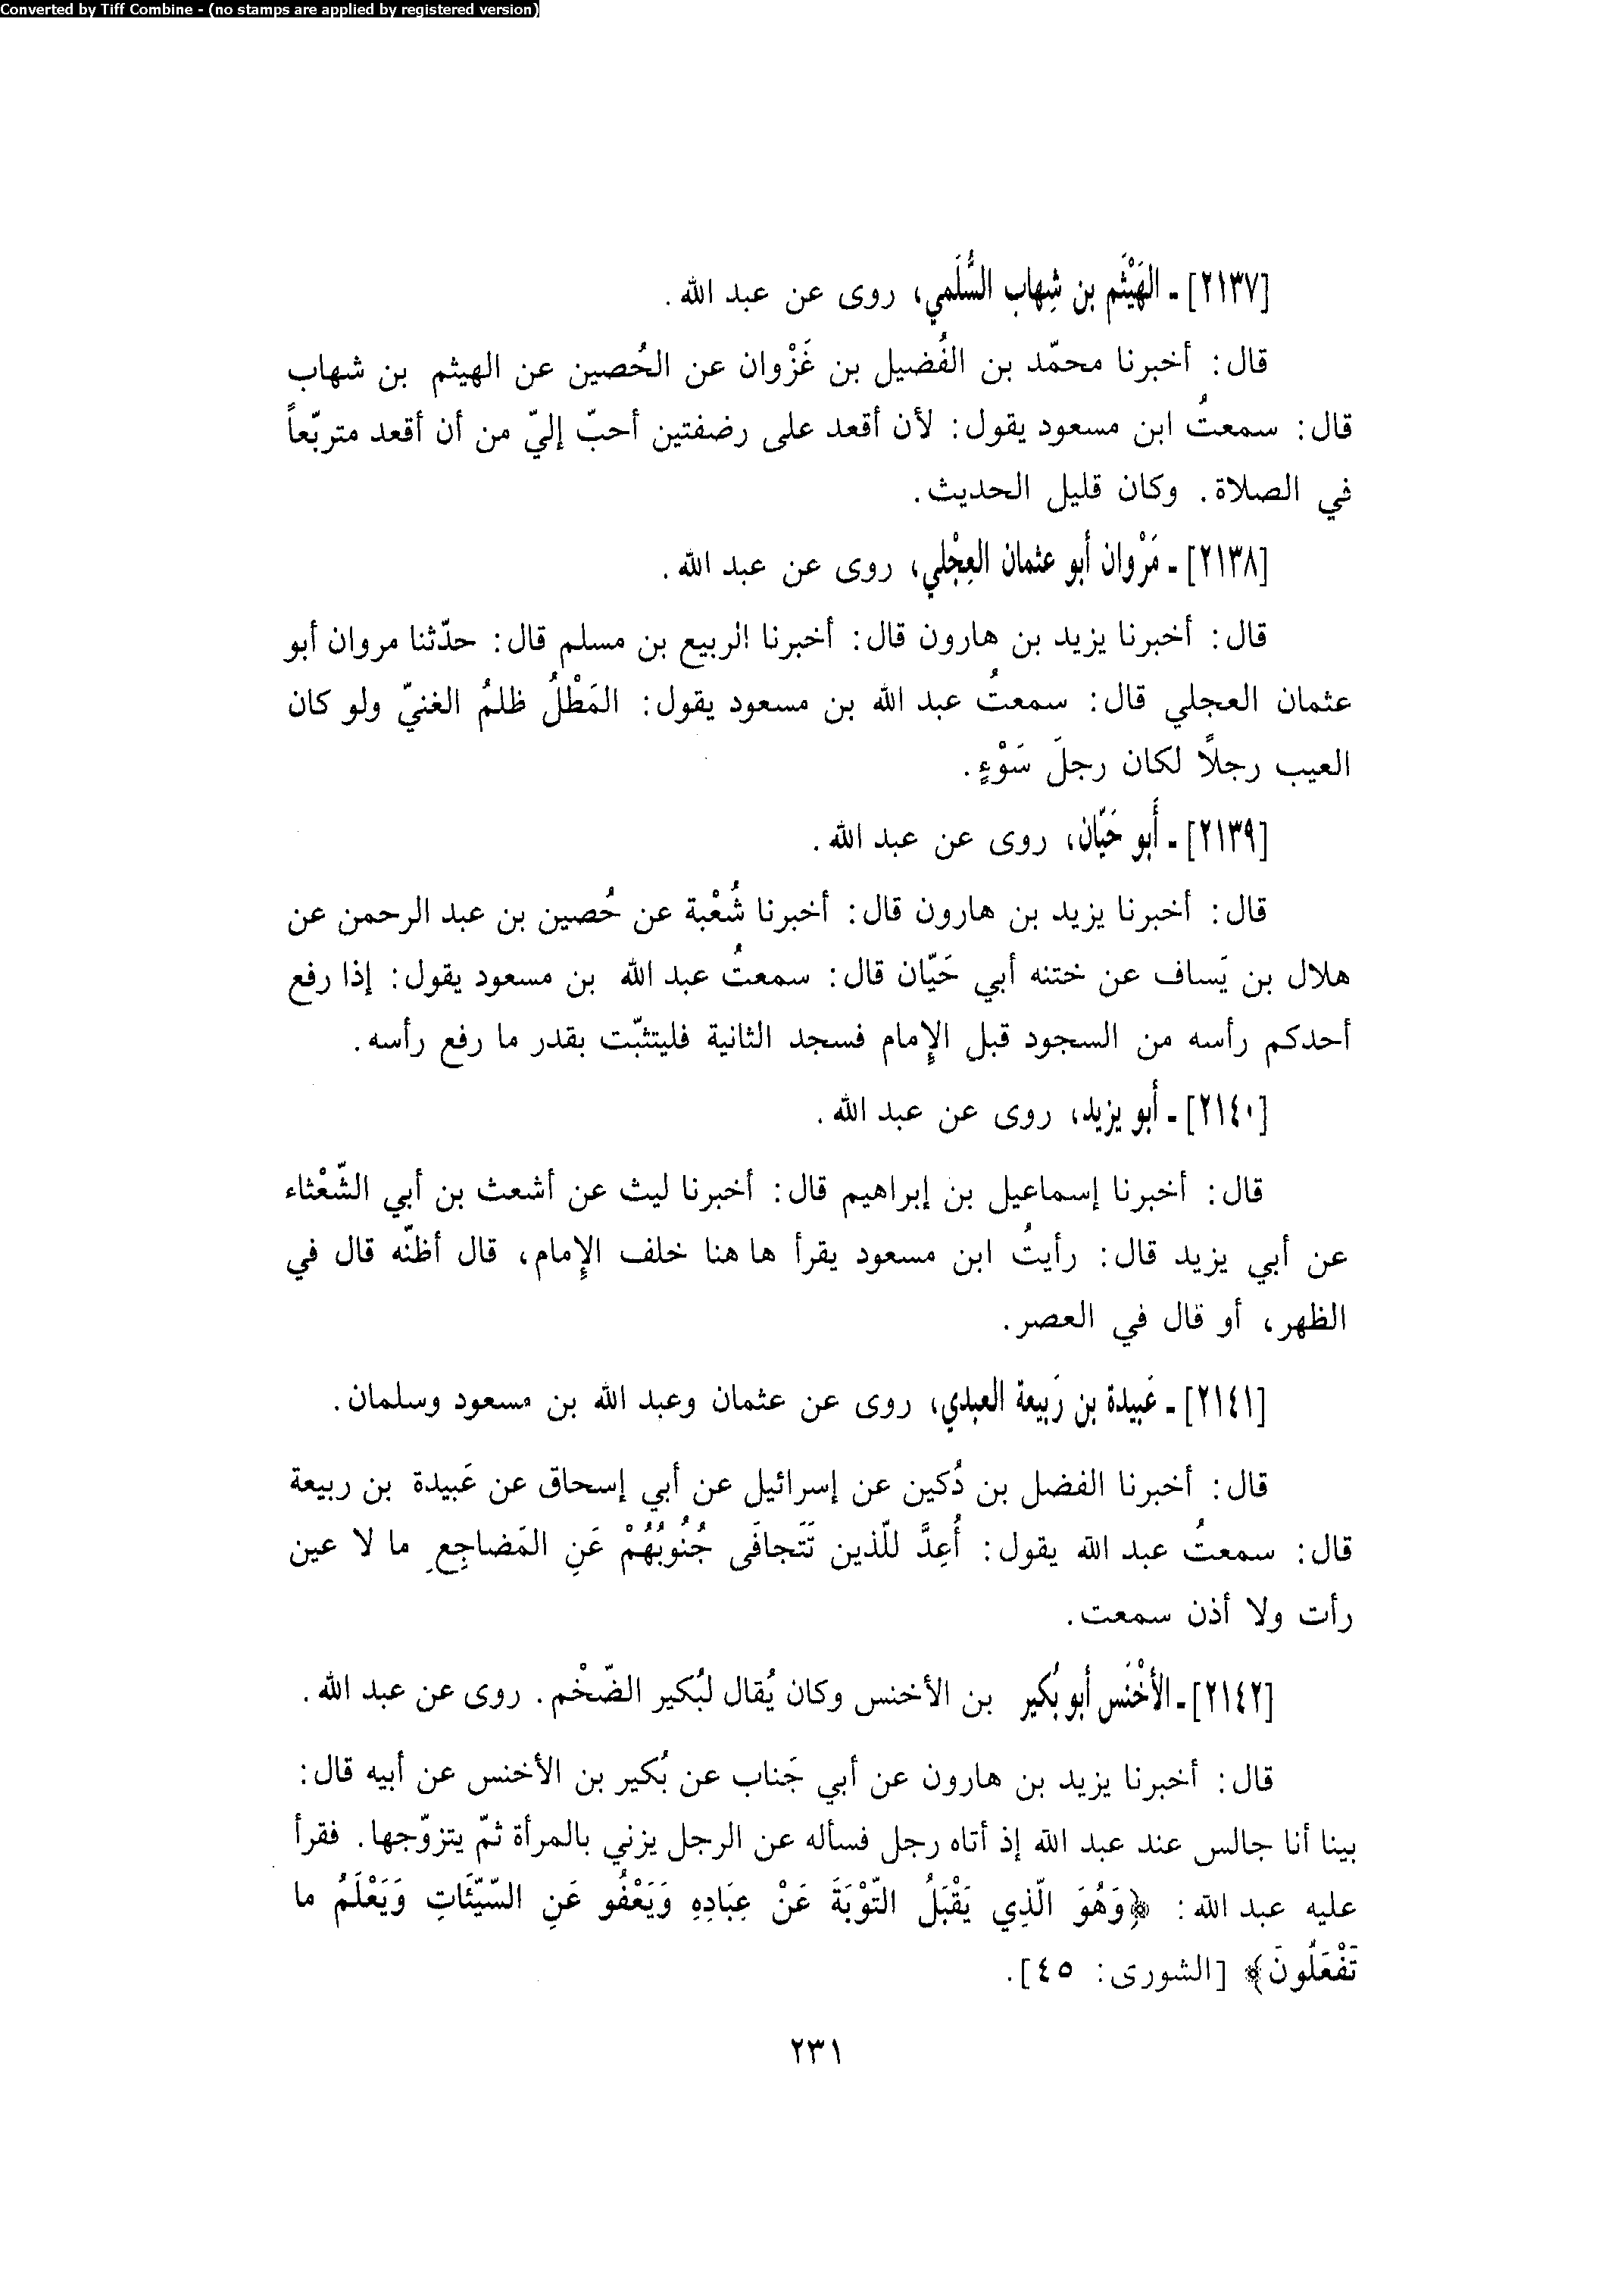 Converted by Tiff Combine - (no stamps are applied by registered version)
[٢١٣٧] - الهَيْثَم بن شِهاب السُّلَمي، روى عن عبد الله.
قال: أخبرنا محمّد بن الفُضيل بن غَزْوان عن الحُصين عن الهيثم بن شهاب
قال: سمعتُ ابن مسعود يقول: لأن أقعد على رضفتين أحبّ إليّ من أن أقعد متربّعاً
في الصلاة. وكان قليل الحديث.
[٢١٣٨] - مَرْوان أبو عثمان العِجْلي، روى عن عبد الله.
قال: أخبرنا يزيد بن هارون قال: أخبرنا الربيع بن مسلم قال: حدّثنا مروان أبو
عثمان العجلي قال: سمعتُ عبد الله بن مسعود يقول: المَطْلُ ظلمُ الغنيّ ولو كان
العيب رجلًا لكان رجلَ سَوْءٍ.
[٢١٣٩] - أَبو حَيّان، روى عن عبد الله.
قال: أخبرنا يزيد بن هارون قال: أخبرنا شُعْبة عن حُصين بن عبد الرحمن عن
هلال بن يَساف عن ختنه أبي حَيّان قال: سمعتُ عبد الله بن مسعود يقول: إذا رفع
أحدكم رأسه من السجود قبل الإِمام فسجد الثانية فليتثبّت بقدر ما رفع رأسه.
[٢١٤٠] - أَبو يزيد، روى عن عبد الله.
قال: أخبرنا إسماعيل بن إبراهيم قال: أخبرنا ليث عن أشعث بن أبي الشّعْثاء
عن أبي يزيد قال: رأيتُ ابن مسعود يقرأ ها هنا خلف الإِمام، قال أظنّه قال في
الظهر، أو قال في العصر.
[٢١٤١] - عَبيدة بن رَبيعة العبدي، روى عن عثمان وعبد الله بن مسعود وسلمان.
قال: أخبرنا الفضل بن دُكين عن إسرائيل عن أبي إسحاق عن عَبيدة بن ربيعة
قال: سمعتُ عبد الله يقول: أُعِدَّ للّذين تَتَجافَى جُنُوبُهُمْ عَنِ المَضاجِعِ ما لا عين
رأت ولا أذن سمعت.
[٢١٤٢] - الأخْنَس أبو بُكير بن الأخنس وكان يُقال لبُكير الضّخْم. روى عن عبد الله.
قال: أخبرنا يزيد بن هارون عن أبي جَناب عن بُكير بن الأخنس عن أبيه قال:
بينا أنا جالس عند عبد الله إذ أتاه رجل فسأله عن الرجل يزني بالمرأة ثمّ يتزوّجها. فقرأ
عليه عبد الله: ﴿وَهُوَ الّذِي يَقْبَلُ التّوْبَةَ عَنْ عِبَادِهِ وَيَعْفُو عَنِ السّيّئَاتِ وَيَعْلَمُ ما
تَفْعَلُونَ﴾ [الشورى: ٤٥].
٢٣١